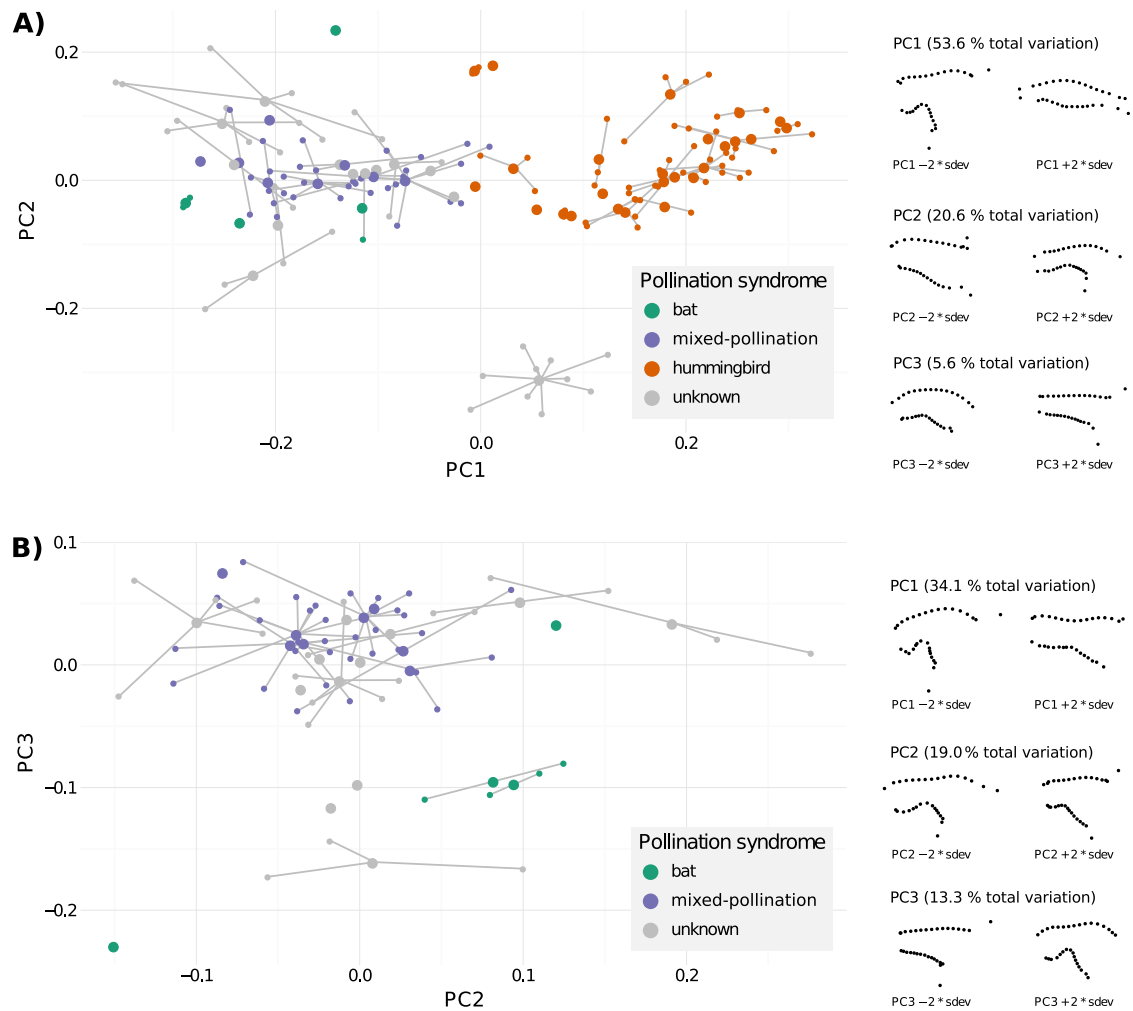 A)
PC2
0.2
0.0
−0.2
−0.2
0.0
0.2
PC1
Pollination syndrome
bat
mixed-pollination
hummingbird
unknown
PC1 (53.6 % total variation)
PC1 −2* sdev
PC1 +2* sdev
PC2 (20.6 % total variation)
PC2 −2* sdev
PC2 +2* sdev
PC3 (5.6 % total variation)
PC3 −2* sdev
PC3 +2* sdev
B)
PC3
0.1
0.0
−0.1
−0.2
−0.1
0.0
0.1
0.2
PC2
Pollination syndrome
bat
mixed-pollination
unknown
PC1 (34.1 % total variation)
PC1 −2* sdev
PC1 +2* sdev
PC2 (19.0 % total variation)
PC2 −2* sdev
PC2 +2* sdev
PC3 (13.3 % total variation)
PC3 −2* sdev
PC3 +2* sdev